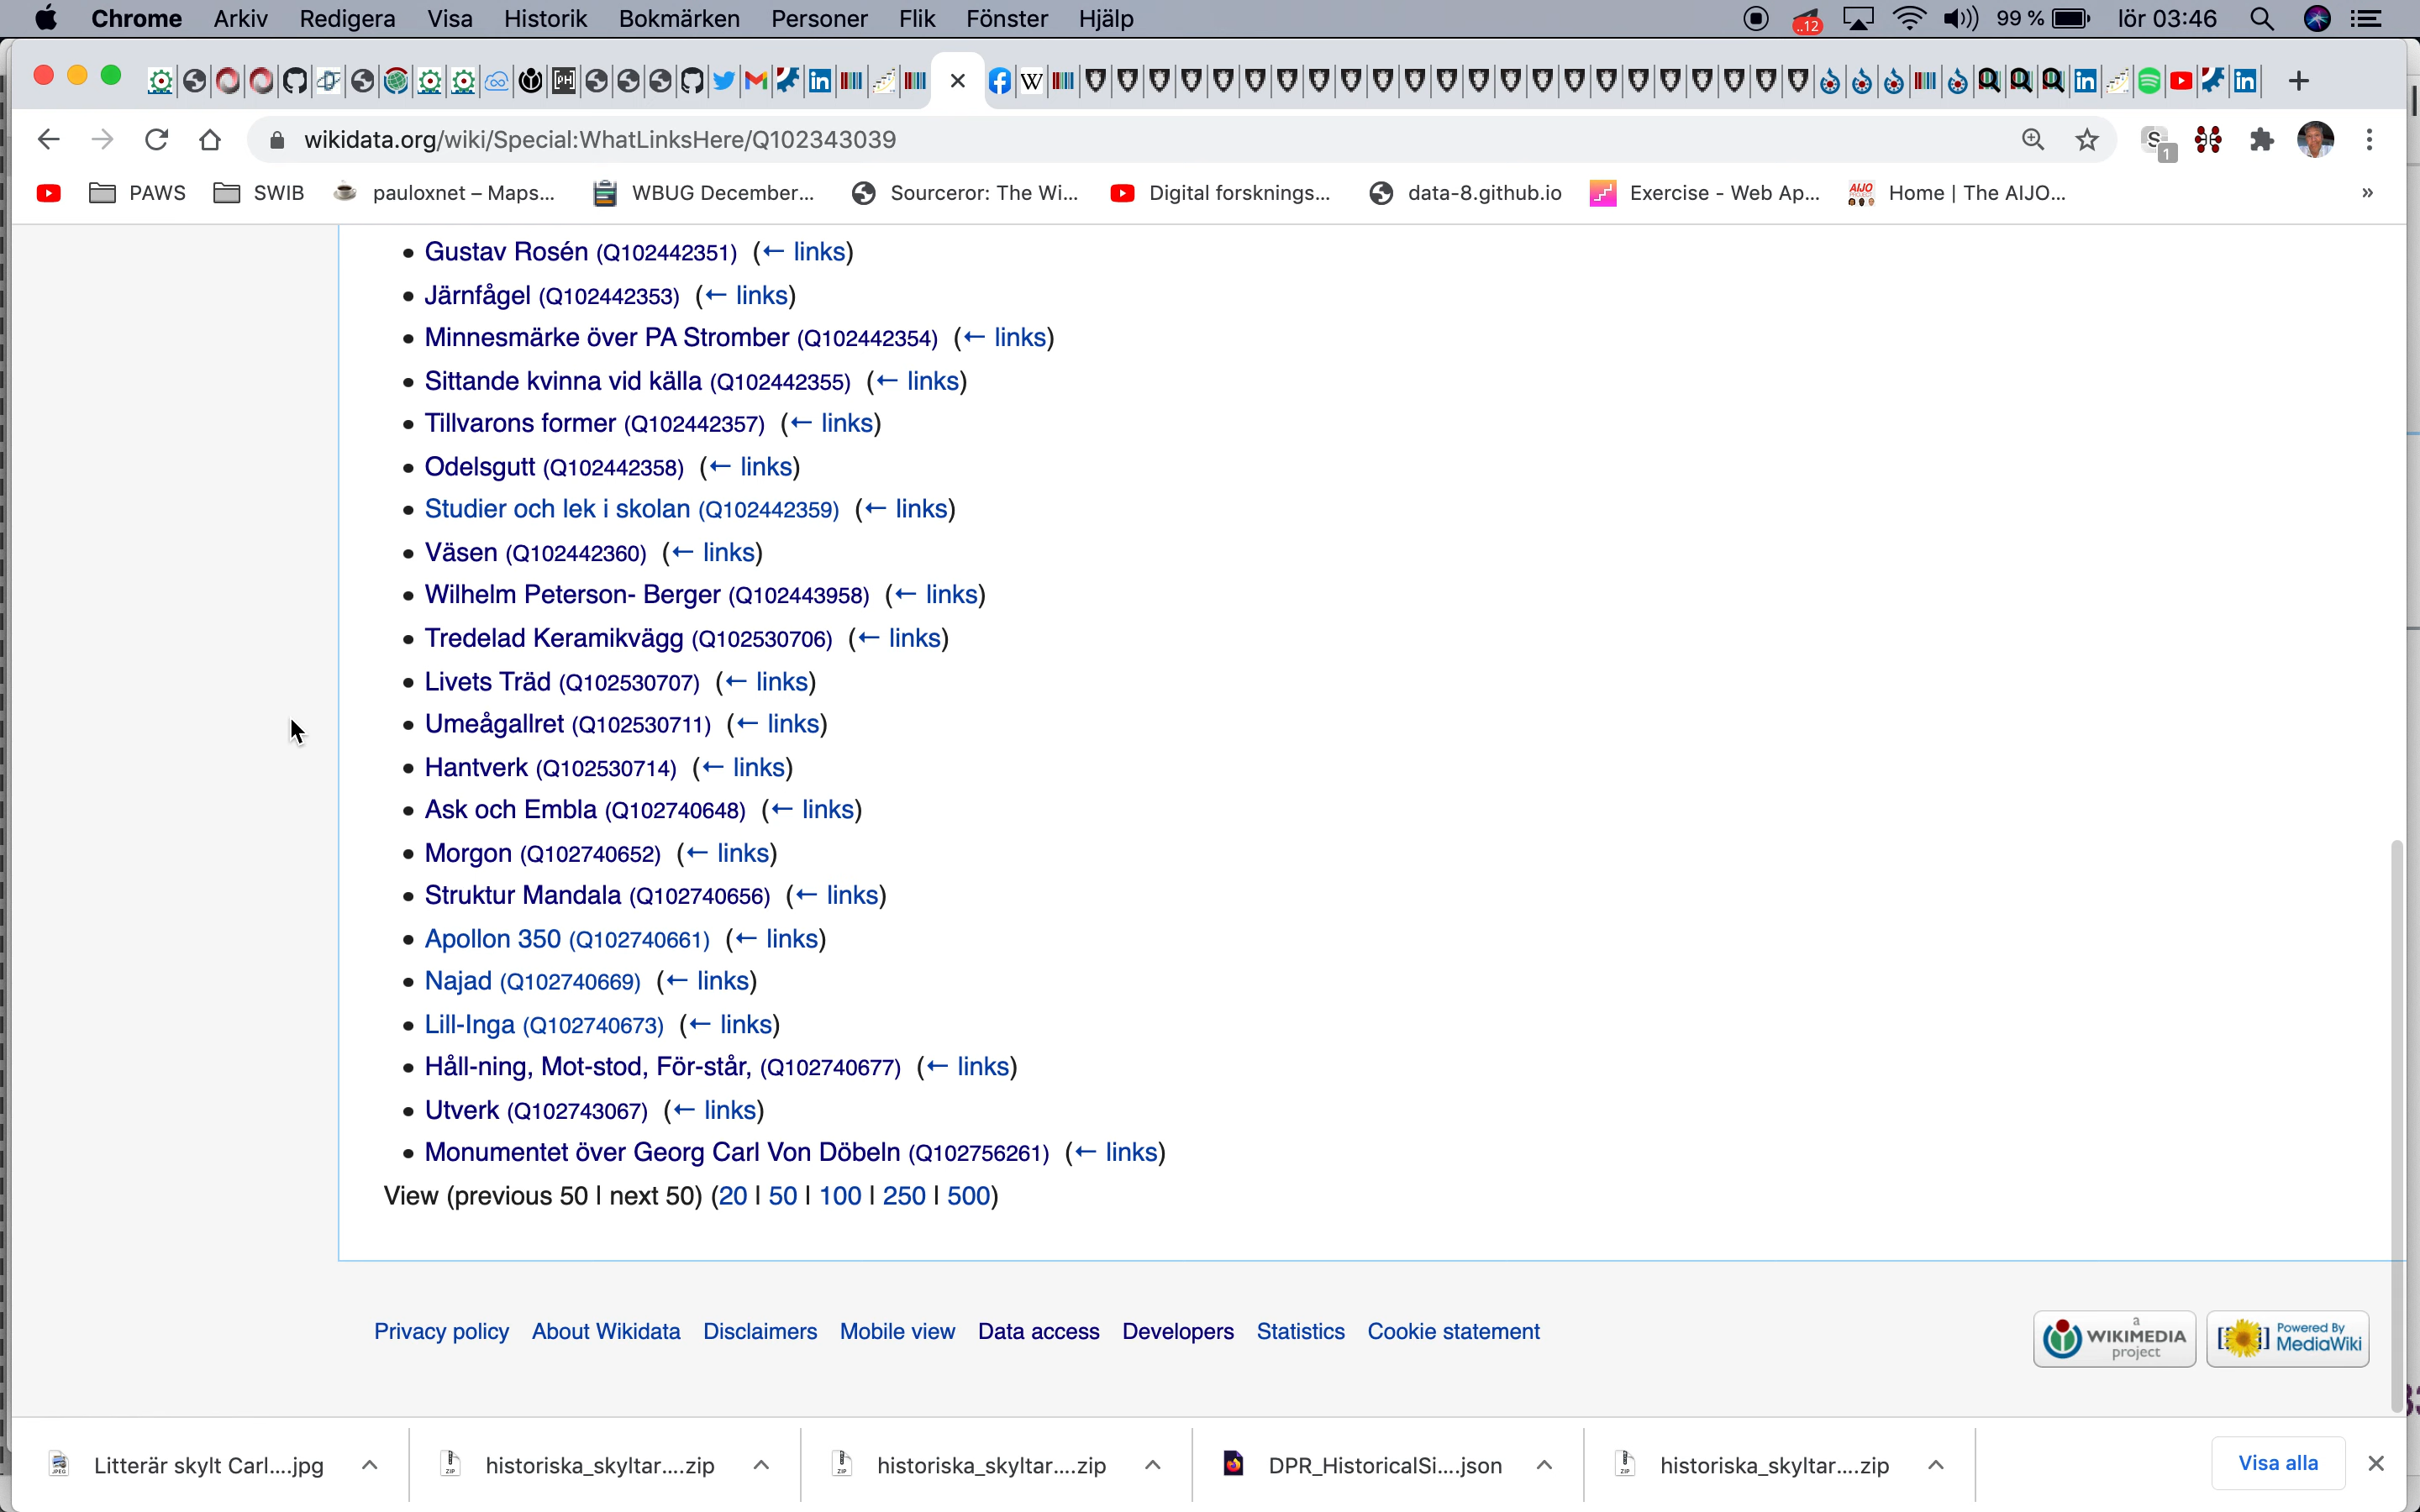 Chrome Arkiv Redigera Visa Historik Bokmärken Personer Flik Fönster Hjälp ..12 99 % lör 03:46
wikidata.org/wiki/Special:WhatLinksHere/Q102343039 S 1
PAWS SWIB pauloxnet – Maps... WBUG December... Sourceror: The Wi... Digital forsknings... data-8.github.io Exercise - Web Ap... AIJO Home | The AIJO... »
• Gustav Rosén (Q102442351) (← links)
• Järnfågel (Q102442353) (← links)
• Minnesmärke över PA Stromber (Q102442354) (← links)
• Sittande kvinna vid källa (Q102442355) (← links)
• Tillvarons former (Q102442357) (← links)
• Odelsgutt (Q102442358) (← links)
• Studier och lek i skolan (Q102442359) (← links)
• Väsen (Q102442360) (← links)
• Wilhelm Peterson- Berger (Q102443958) (← links)
• Tredelad Keramikvägg (Q102530706) (← links)
• Livets Träd (Q102530707) (← links)
• Umeågallret (Q102530711) (← links)
• Hantverk (Q102530714) (← links)
• Ask och Embla (Q102740648) (← links)
• Morgon (Q102740652) (← links)
• Struktur Mandala (Q102740656) (← links)
• Apollon 350 (Q102740661) (← links)
• Najad (Q102740669) (← links)
• Lill-Inga (Q102740673) (← links)
• Håll-ning, Mot-stod, För-står, (Q102740677) (← links)
• Utverk (Q102743067) (← links)
• Monumentet över Georg Carl Von Döbeln (Q102756261) (← links)
View (previous 50 | next 50) (20 | 50 | 100 | 250 | 500)
Privacy policy About Wikidata Disclaimers Mobile view Data access Developers Statistics Cookie statement
a WIKIMEDIA project
Powered By MediaWiki
Litterär skylt Carl....jpg historiska_skyltar....zip historiska_skyltar....zip DPR_HistoricalSi....json historiska_skyltar....zip Visa alla